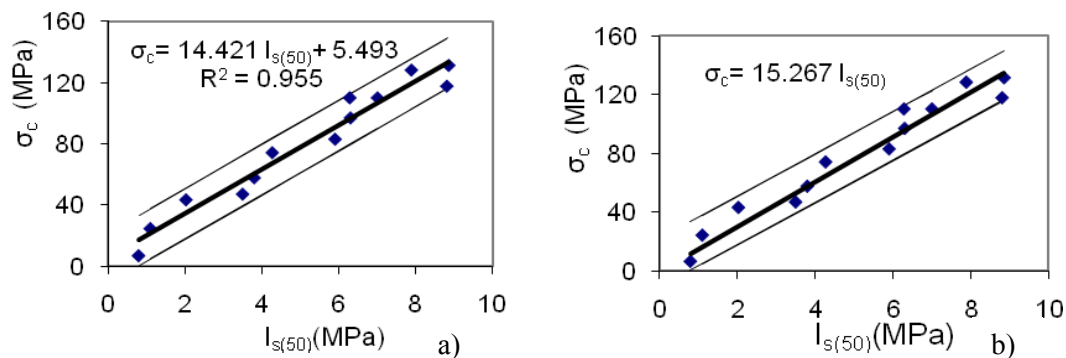 160
120
80
40
0
σc (MPa)
σc= 14.421 Is(50)+ 5.493
R² = 0.955
0 2 4 6 8 10
Is(50)(MPa)
a)
160
120
80
40
0
σc (MPa)
σc= 15.267 Is(50)
0 2 4 6 8 10
Is(50)(MPa)
b)